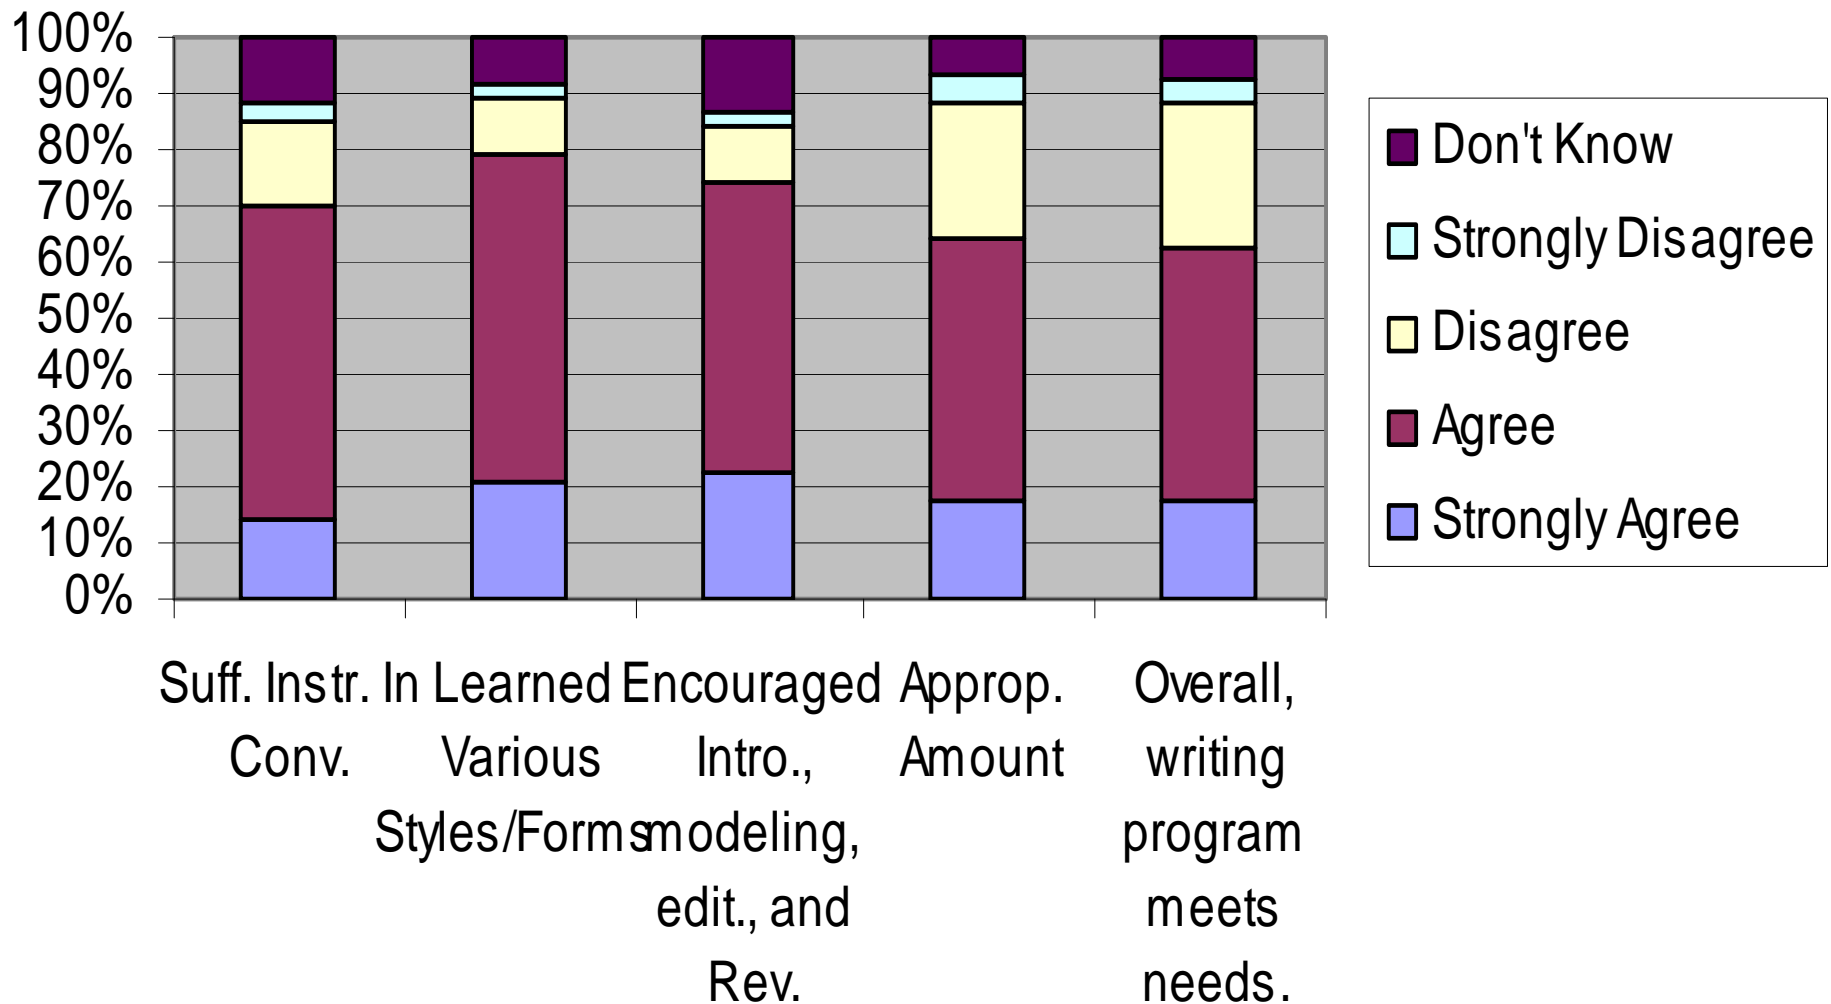 100%
90%
80%
70%
60%
50%
40%
30%
20%
10%
0%
Suff. Instr. In
Conv.
Learned
Various
Styles/Forms
Encouraged
Intro.,
modeling,
edit., and
Rev.
Approp.
Amount
Overall,
writing
program
meets
needs.
Don't Know
Strongly Disagree
Disagree
Agree
Strongly Agree